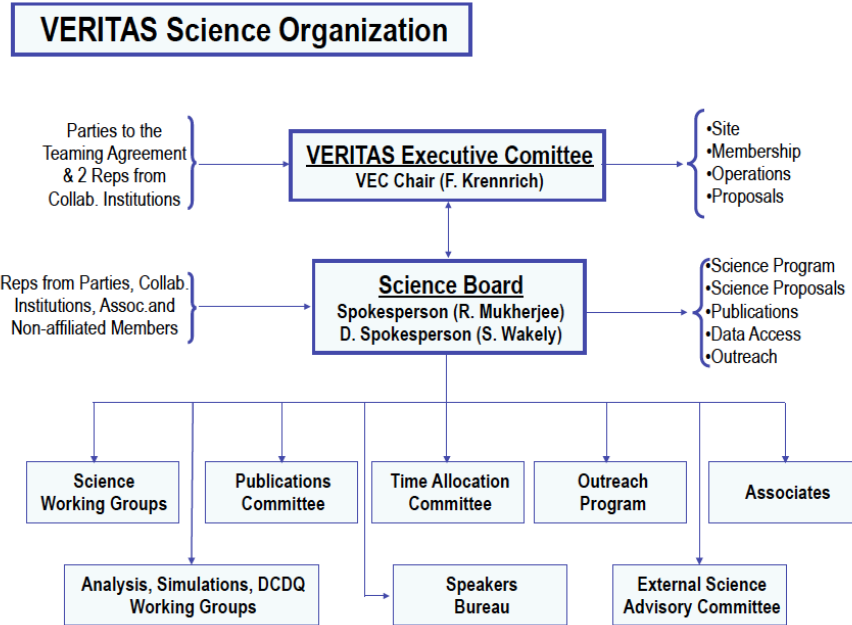 VERITAS Science Organization
Parties to the
Teaming Agreement
& 2 Reps from
Collab. Institutions
VERITAS Executive Comittee
VEC Chair (F. Krennrich)
•Site
•Membership
•Operations
•Proposals
Reps from Parties, Collab.
Institutions, Assoc.and
Non-affiliated Members
Science Board
Spokesperson (R. Mukherjee)
D. Spokesperson (S. Wakely)
•Science Program
•Science Proposals
•Publications
•Data Access
•Outreach
Science
Working Groups
Publications
Committee
Time Allocation
Committee
Outreach
Program
Associates
Analysis, Simulations, DCDQ
Working Groups
Speakers
Bureau
External Science
Advisory Committee